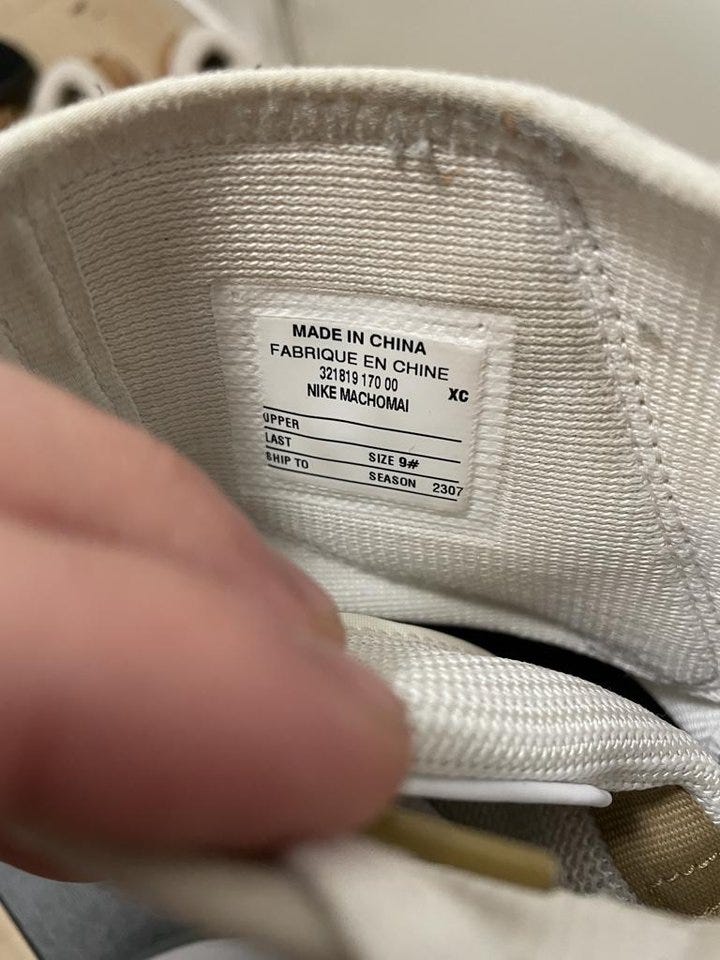 MADE IN CHINA
FABRIQUE EN CHINE
321819 170 00 XC
NIKE MACHOMAI
UPPER
LAST SIZE 9#
SHIP TO SEASON 2307